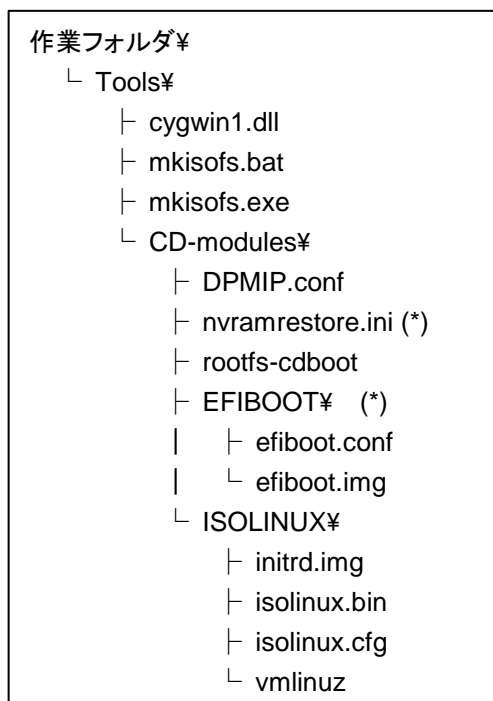 作業フォルダ¥
└ Tools¥
├ cygwin1.dll
├ mkisofs.bat
├ mkisofs.exe
└ CD-modules¥
├ DPMIP.conf
├ nvramrestore.ini (*)
├ rootfs-cdboot
├ EFIBOOT¥ (*)
│ ├ efiboot.conf
│ └ efiboot.img
└ ISOLINUX¥
├ initrd.img
├ isolinux.bin
├ isolinux.cfg
└ vmlinuz